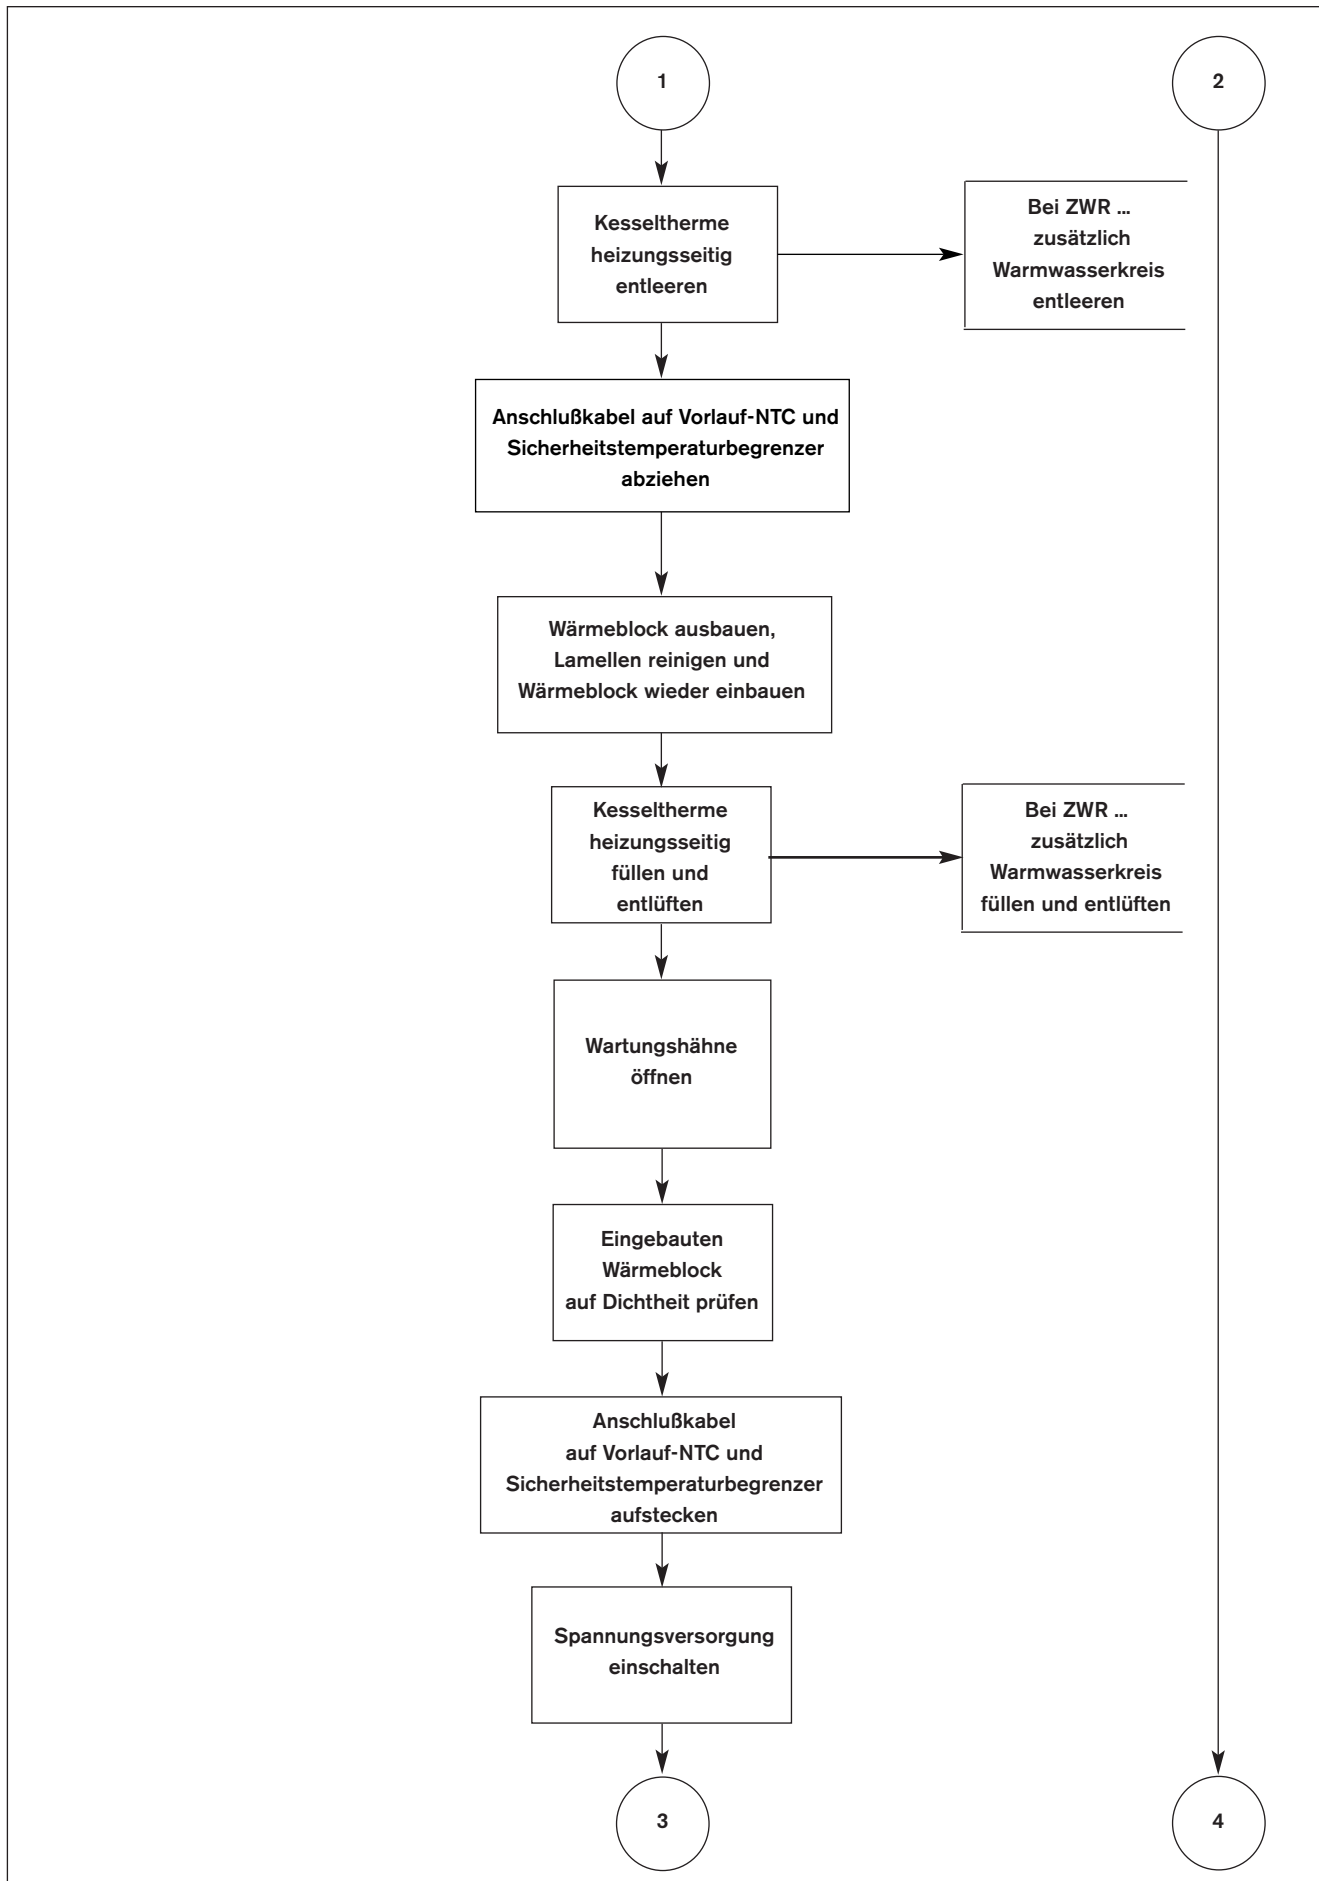 1
2
Kesseltherme
heizungsseitig
entleeren
Bei ZWR ...
zusätzlich
Warmwasserkreis
entleeren
Anschlußkabel auf Vorlauf-NTC und
Sicherheitstemperaturbegrenzer
abziehen
Wärmeblock ausbauen,
Lamellen reinigen und
Wärmeblock wieder einbauen
Kesseltherme
heizungsseitig
füllen und
entlüften
Bei ZWR ...
zusätzlich
Warmwasserkreis
füllen und entlüften
Wartungshähne
öffnen
Eingebauten
Wärmeblock
auf Dichtheit prüfen
Anschlußkabel
auf Vorlauf-NTC und
Sicherheitstemperaturbegrenzer
aufstecken
Spannungsversorgung
einschalten
3
4